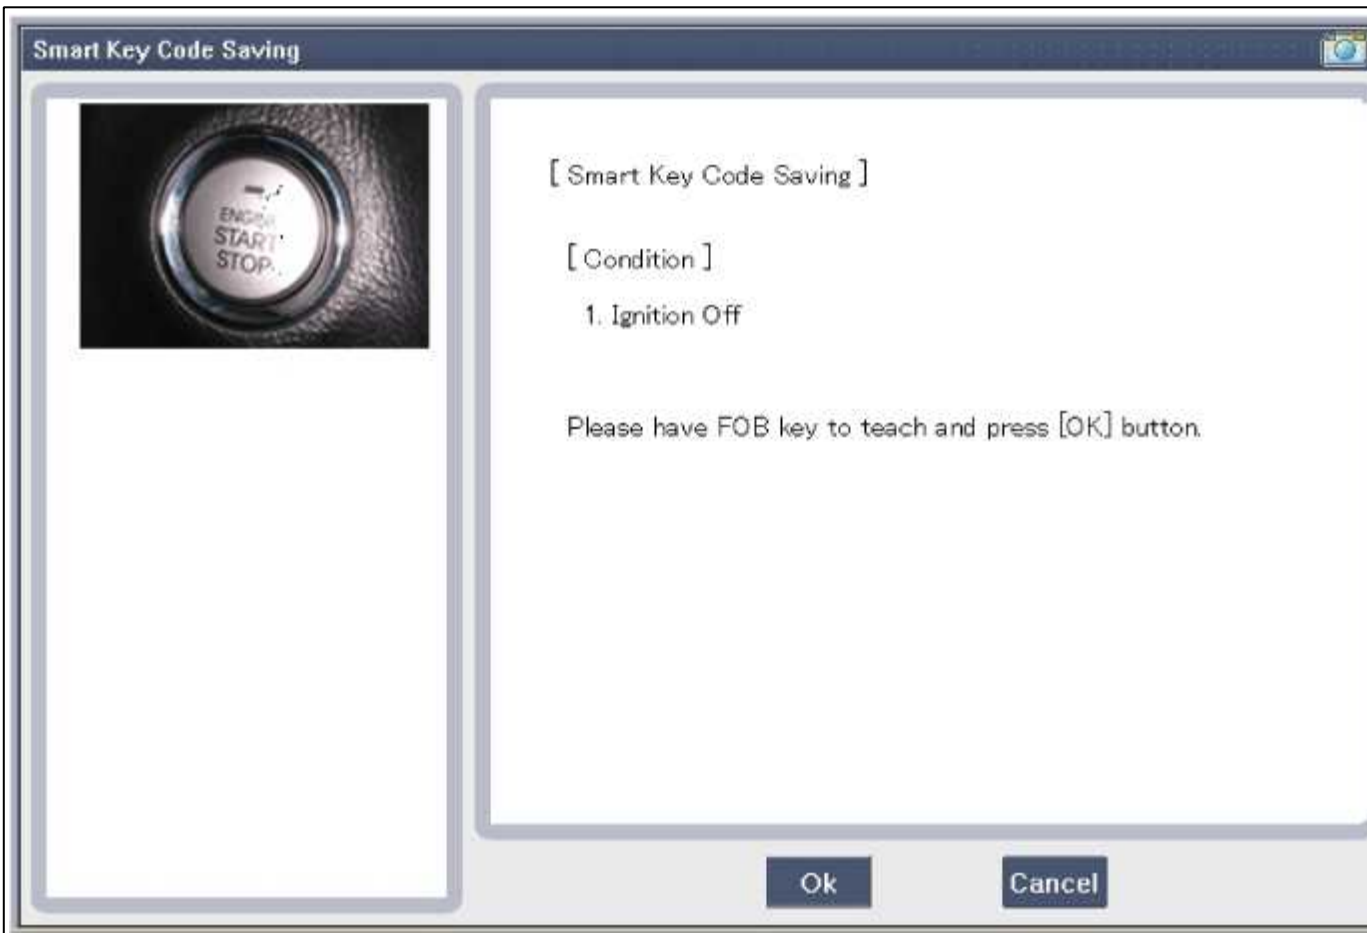 Smart Key Code Saving
ENGINE
START
STOP
[ Smart Key Code Saving ]
[ Condition ]
1. Ignition Off
Please have FOB key to teach and press [OK] button.
Ok
Cancel